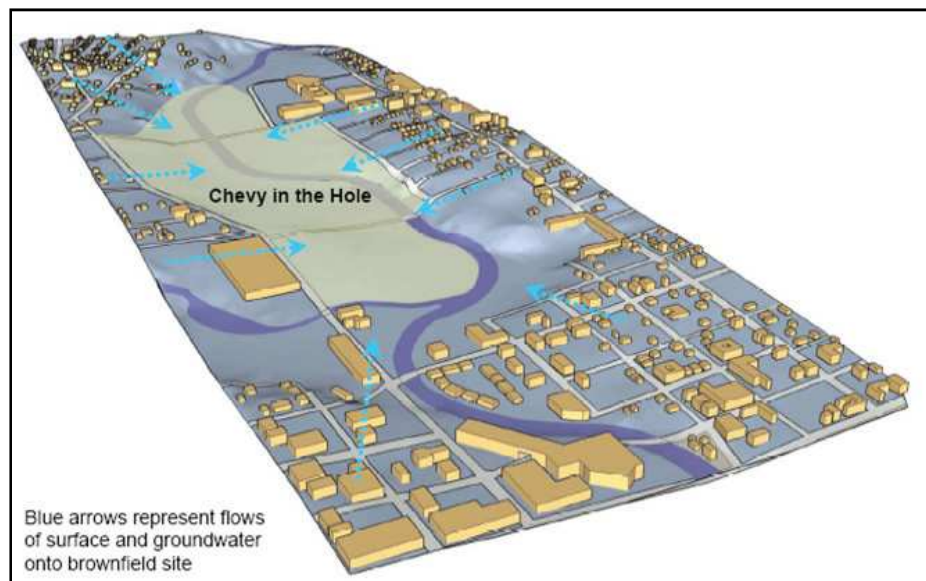 Chevy in the Hole
Blue arrows represent flows
of surface and groundwater
onto brownfield site